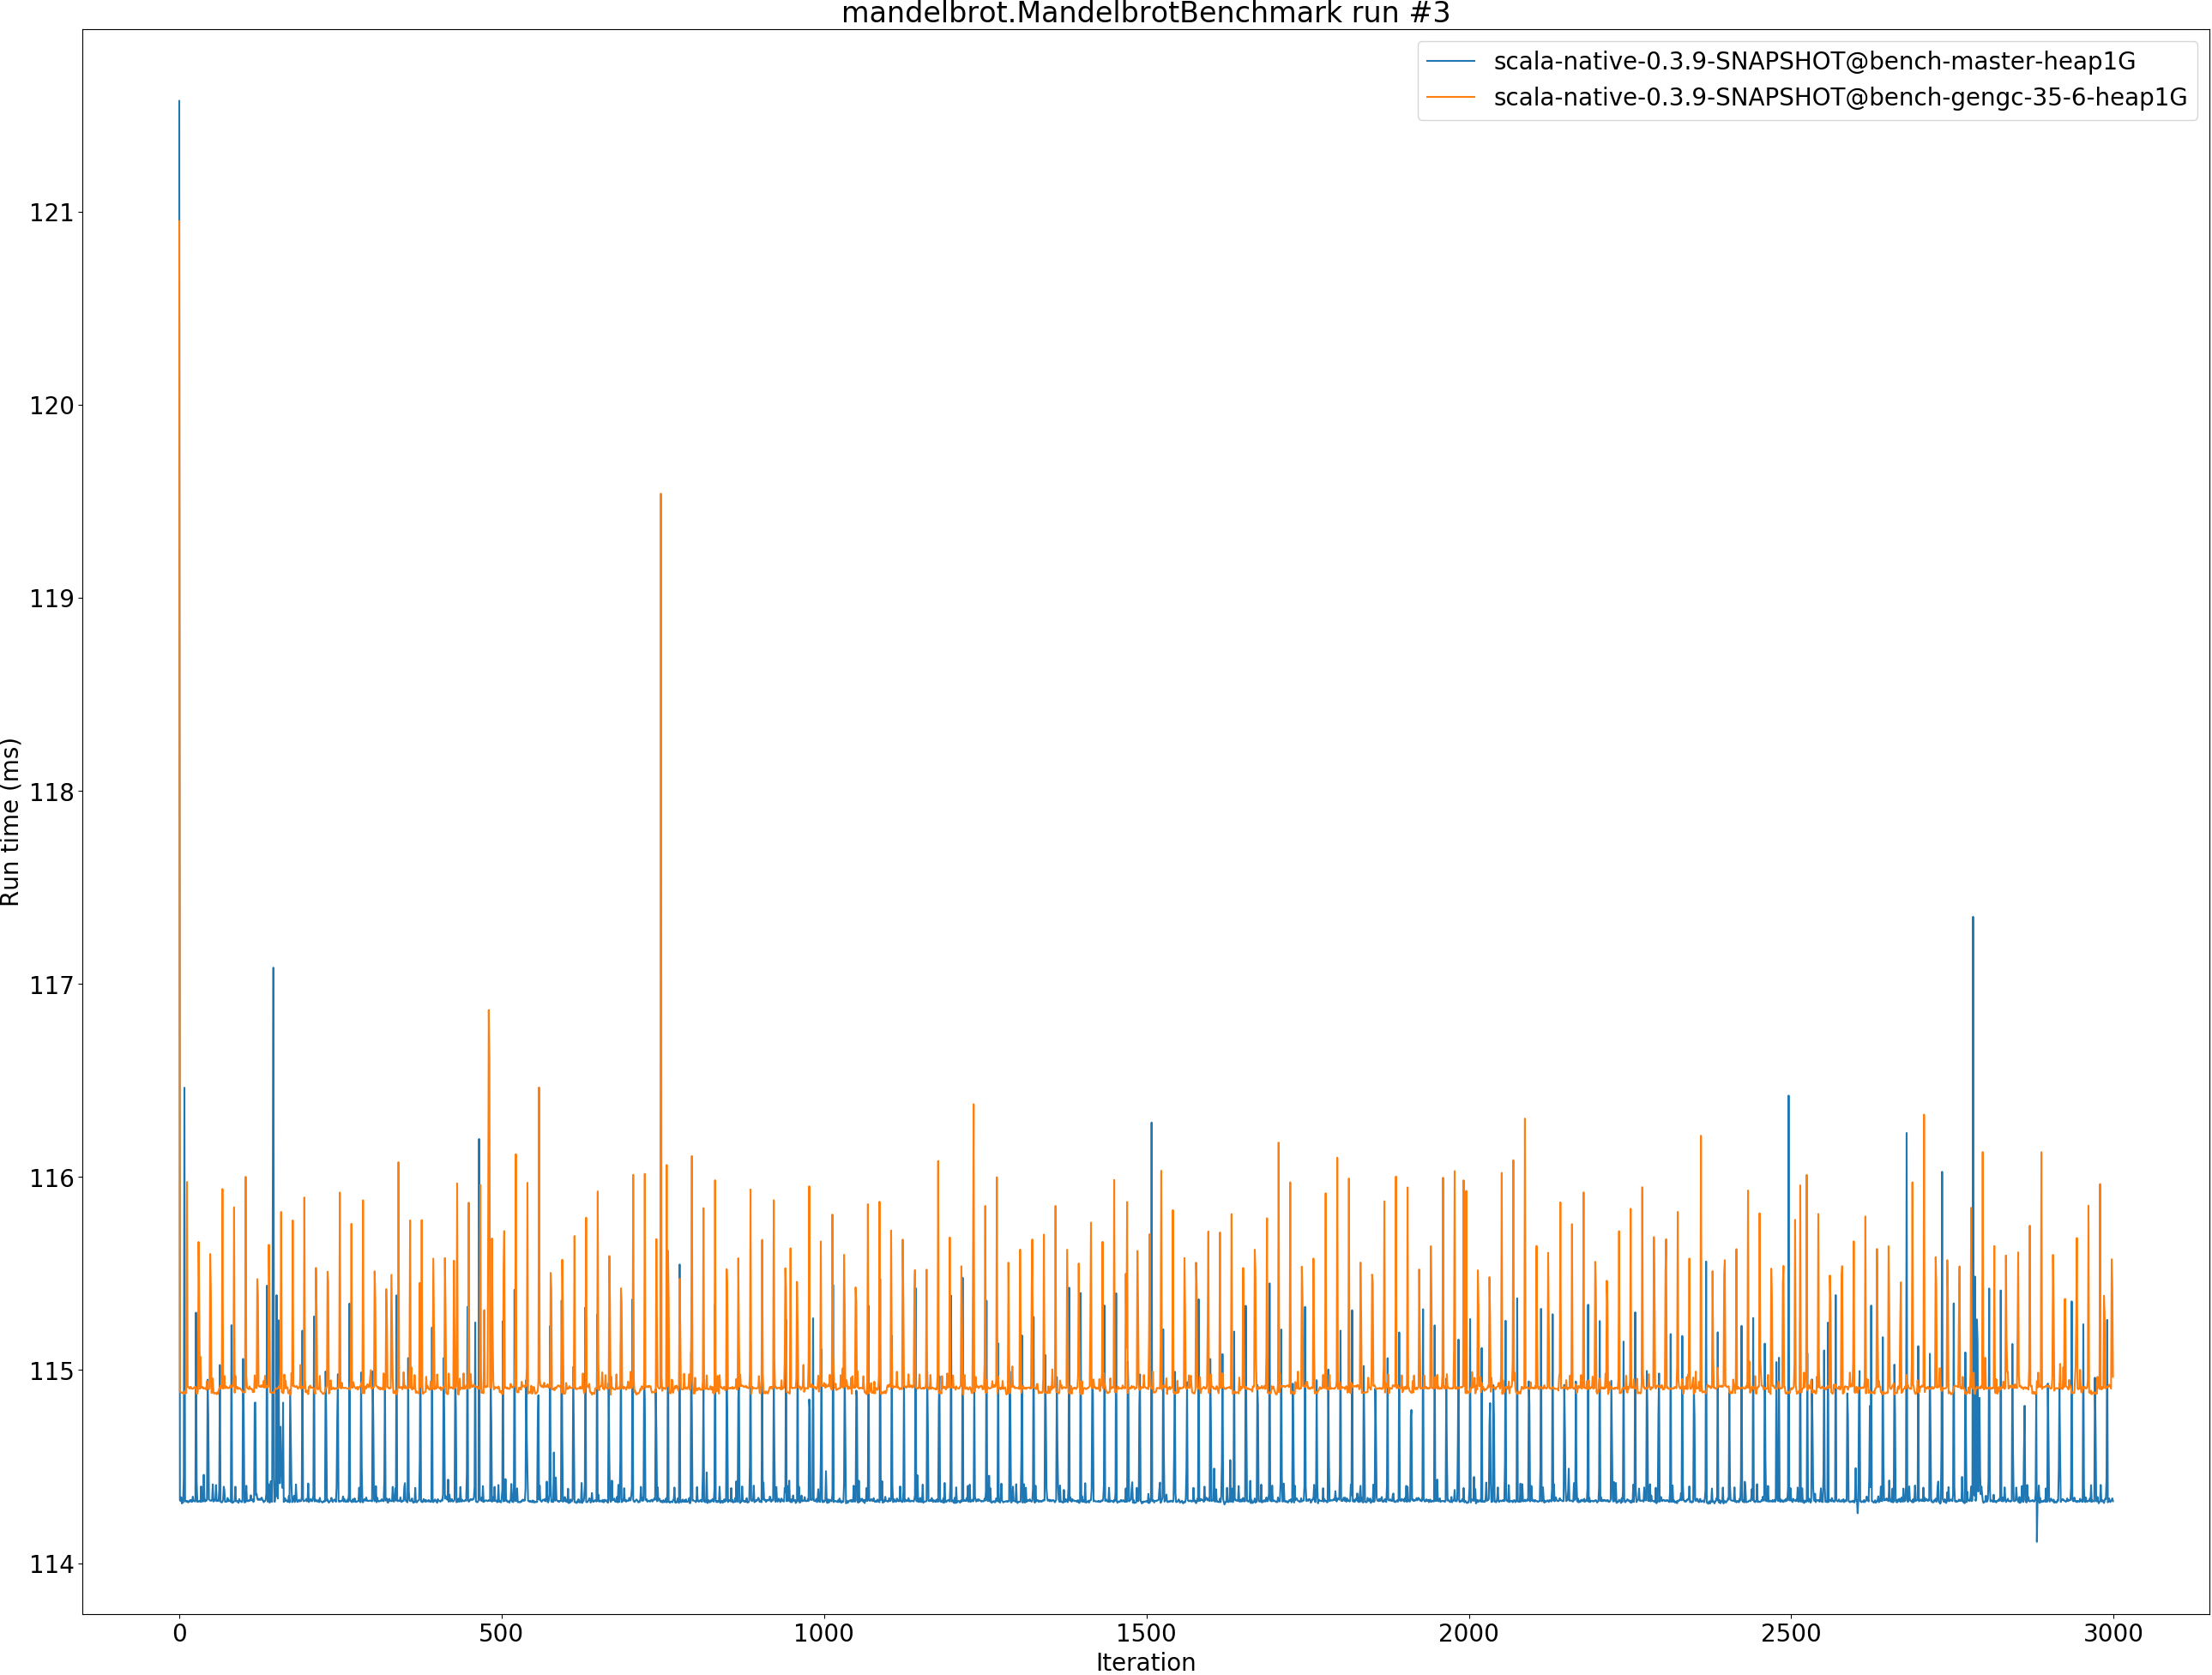 mandelbrot.MandelbrotBenchmark run #3
scala-native-0.3.9-SNAPSHOT@bench-master-heap1G
scala-native-0.3.9-SNAPSHOT@bench-gengc-35-6-heap1G
121
120
119
118
117
116
115
114
Run time (ms)
0 500 1000 1500 2000 2500 3000
Iteration